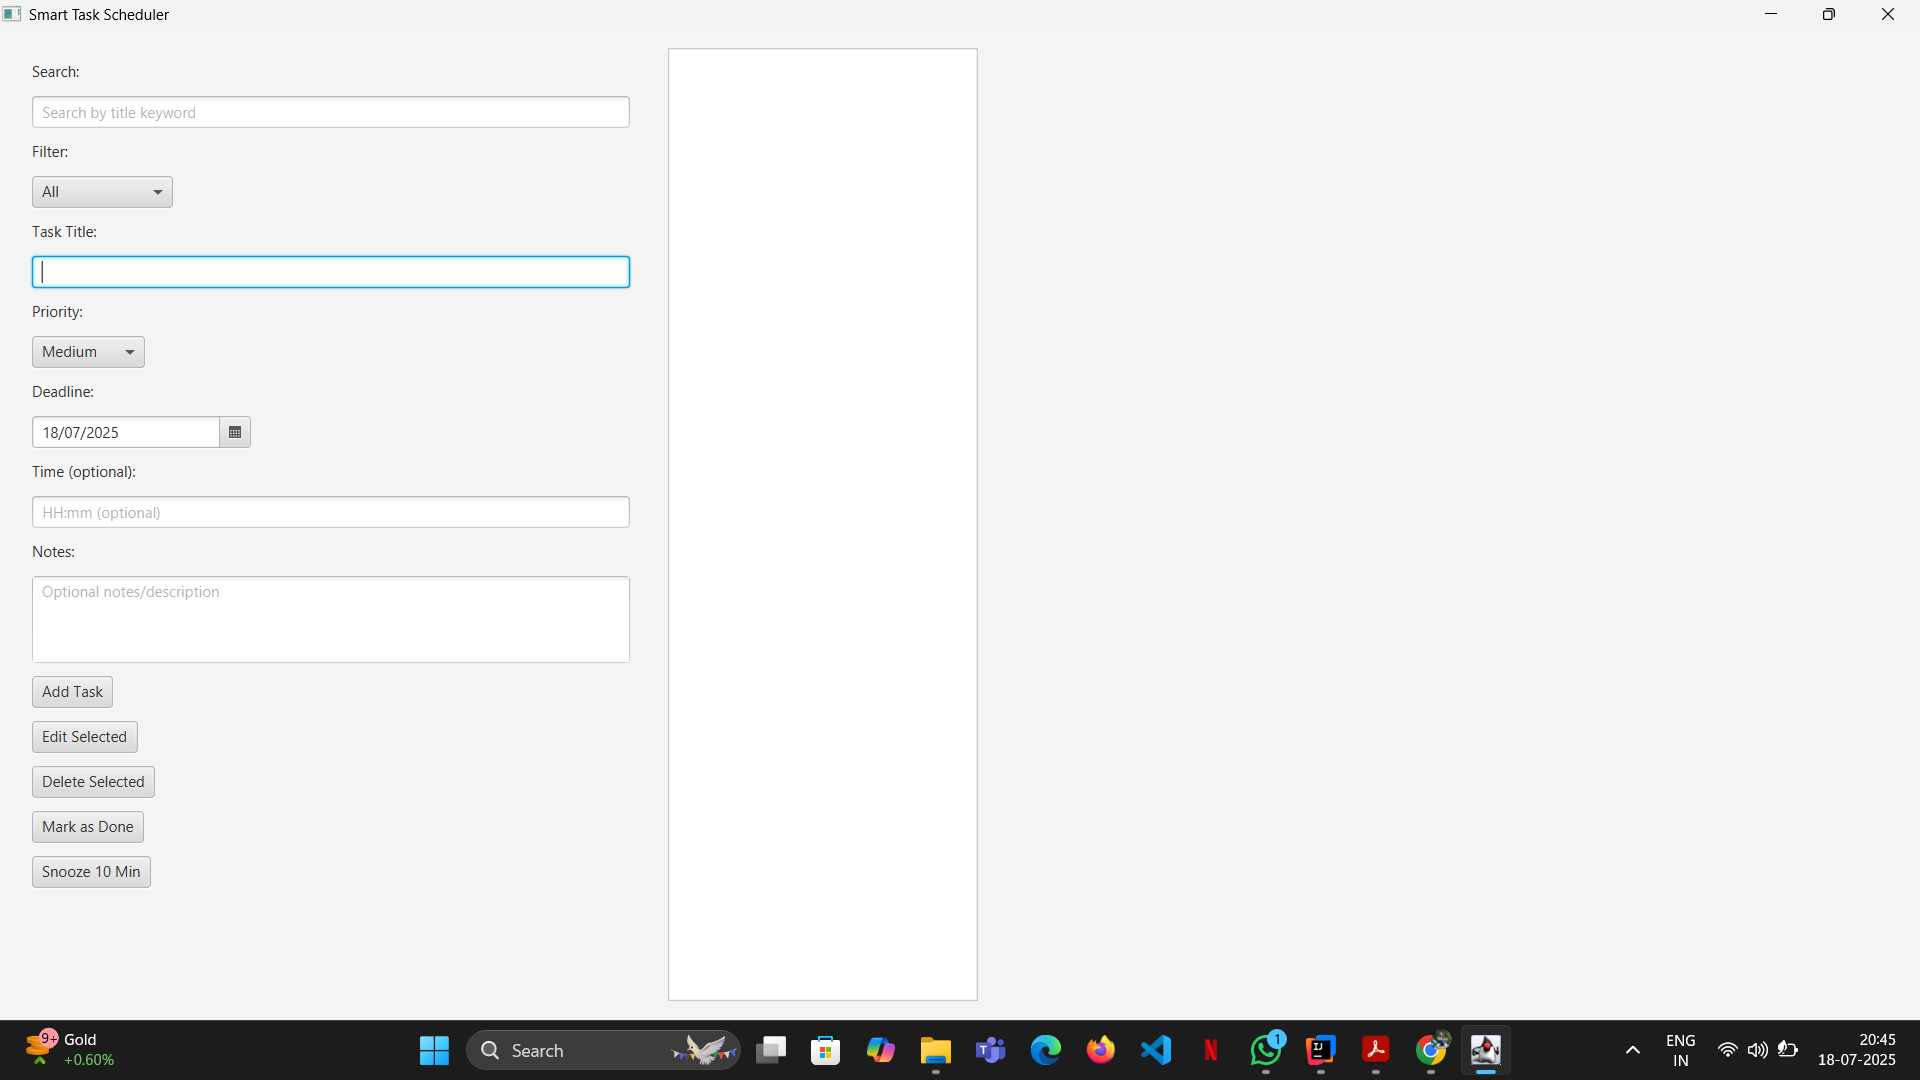 Smart Task Scheduler
Search:
Search by title keyword
Filter:
All
Task Title:
Priority:
Medium
Deadline:
18/07/2025
Time (optional):
HH:mm (optional)
Notes:
Optional notes/description
Add Task
Edit Selected
Delete Selected
Mark as Done
Snooze 10 Min
9+
Gold
+0.60%
Search
T
N
1
IJ
ENG
IN
20:45
18-07-2025